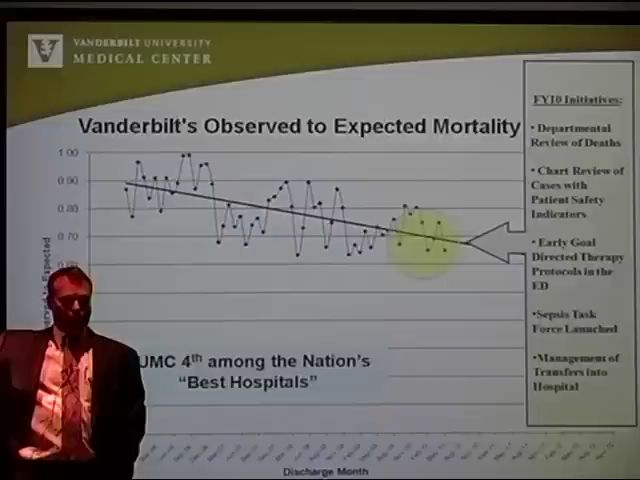 VANDERBILT UNIVERSITY
MEDICAL CENTER
Vanderbilt's Observed to Expected Mortality
1.00
0.90
0.80
0.70
UMC 4th among the Nation's
"Best Hospitals"
Discharge Month
FY10 Initiatives:
• Departmental
Review of Deaths
• Chart Review of
Cases with
Patient Safety
Indicators
• Early Goal
Directed Therapy
Protocols in the
ED
•Sepsis Task
Force Launched
•Management of
Transfers into
Hospital